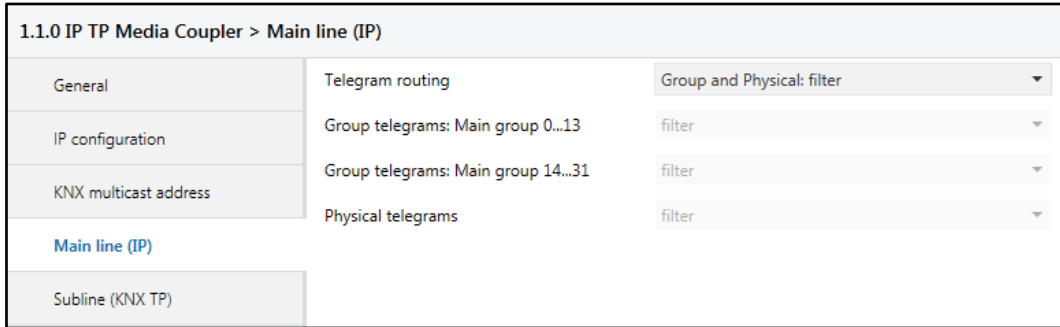 1.1.0 IP TP Media Coupler > Main line (IP)
General
IP configuration
KNX multicast address
Main line (IP)
Subline (KNX TP)
Telegram routing Group and Physical: filter
Group telegrams: Main group 0...13 filter
Group telegrams: Main group 14...31 filter
Physical telegrams filter